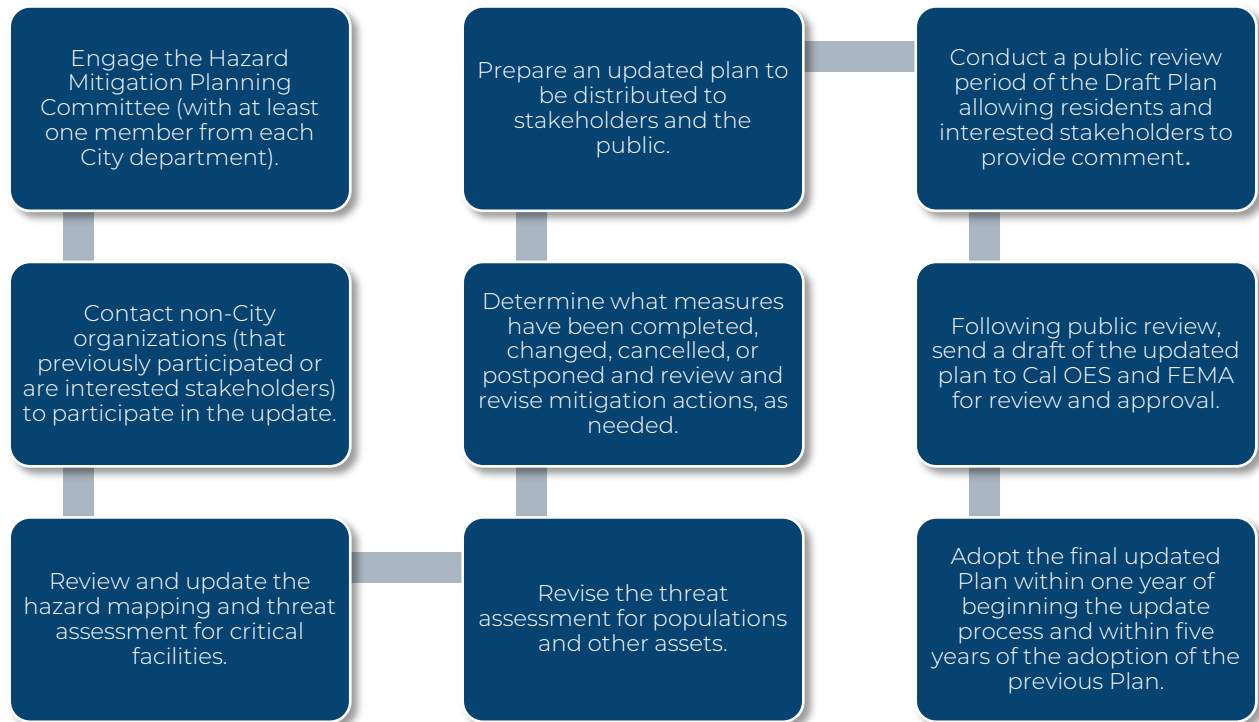 Engage the Hazard
Mitigation Planning
Committee (with at least
one member from each
City department).
Contact non-City
organizations (that
previously participated or
are interested stakeholders)
to participate in the update.
Review and update the
hazard mapping and threat
assessment for critical
facilities.
Revise the threat
assessment for populations
and other assets.
Determine what measures
have been completed,
changed, cancelled, or
postponed and review and
revise mitigation actions, as
needed.
Prepare an updated plan to
be distributed to
stakeholders and the
public.
Conduct a public review
period of the Draft Plan
allowing residents and
interested stakeholders to
provide comment.
Following public review,
send a draft of the updated
plan to Cal OES and FEMA
for review and approval.
Adopt the final updated
Plan within one year of
beginning the update
process and within five
years of the adoption of the
previous Plan.